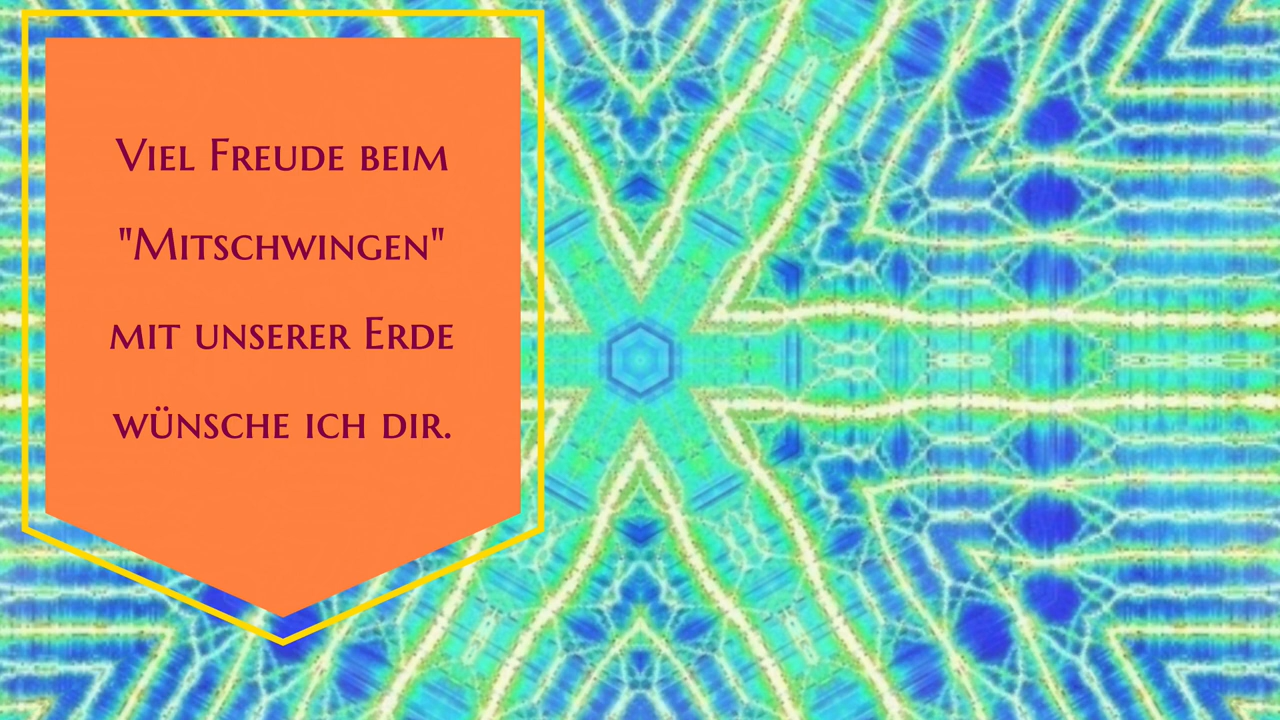 Viel Freude beim
"Mitschwingen"
mit unserer Erde
wünsche ich dir.